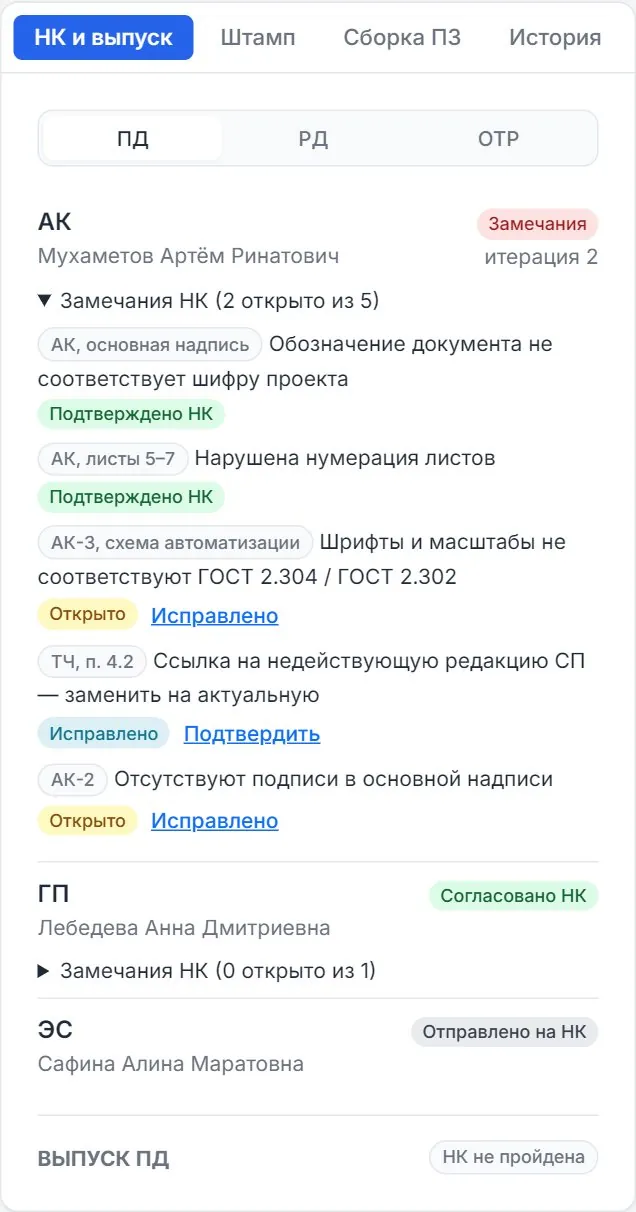 НК и выпуск Штамп Сборка ПЗ История
ПД РД ОТР
АК Замечания
Мухаметов Артём Ринатович итерация 2
▼ Замечания НК (2 открыто из 5)
АК, основная надпись Обозначение документа не
соответствует шифру проекта
Подтверждено НК
АК, листы 5–7 Нарушена нумерация листов
Подтверждено НК
АК-3, схема автоматизации Шрифты и масштабы не
соответствуют ГОСТ 2.304 / ГОСТ 2.302
Открыто Исправлено
ТЧ, п. 4.2 Ссылка на недействующую редакцию СП
— заменить на актуальную
Исправлено Подтвердить
АК-2 Отсутствуют подписи в основной надписи
Открыто Исправлено
ГП Согласовано НК
Лебедева Анна Дмитриевна
▶ Замечания НК (0 открыто из 1)
ЭС Отправлено на НК
Сафина Алина Маратовна
ВЫПУСК ПД НК не пройдена